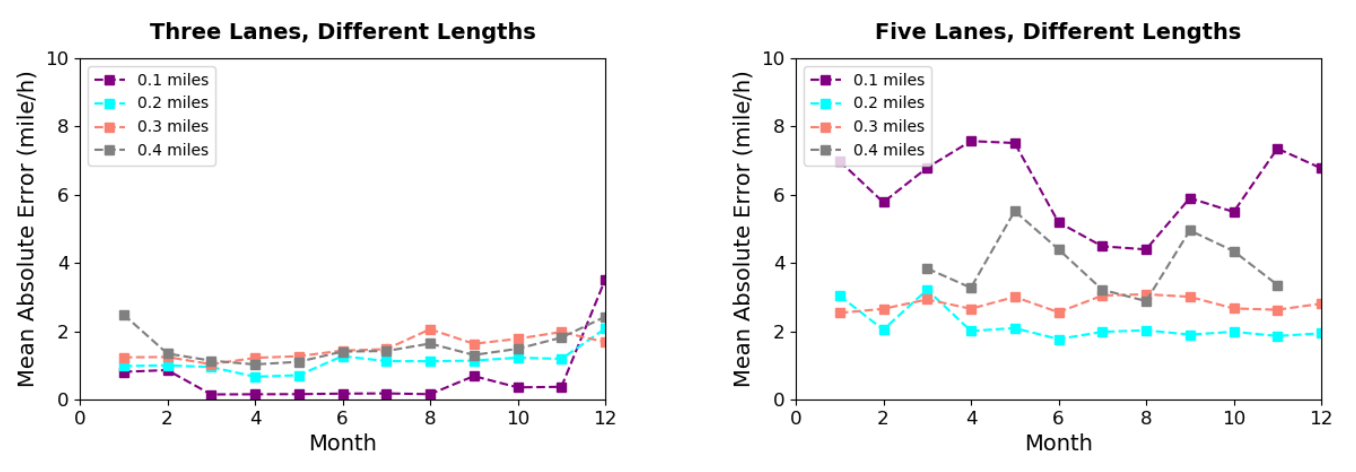 Three Lanes, Different Lengths
Mean Absolute Error (mile/h)
10
8
6
4
2
0
0.1 miles
0.2 miles
0.3 miles
0.4 miles
0 2 4 6 8 10 12
Month
Five Lanes, Different Lengths
Mean Absolute Error (mile/h)
10
8
6
4
2
0
0.1 miles
0.2 miles
0.3 miles
0.4 miles
0 2 4 6 8 10 12
Month